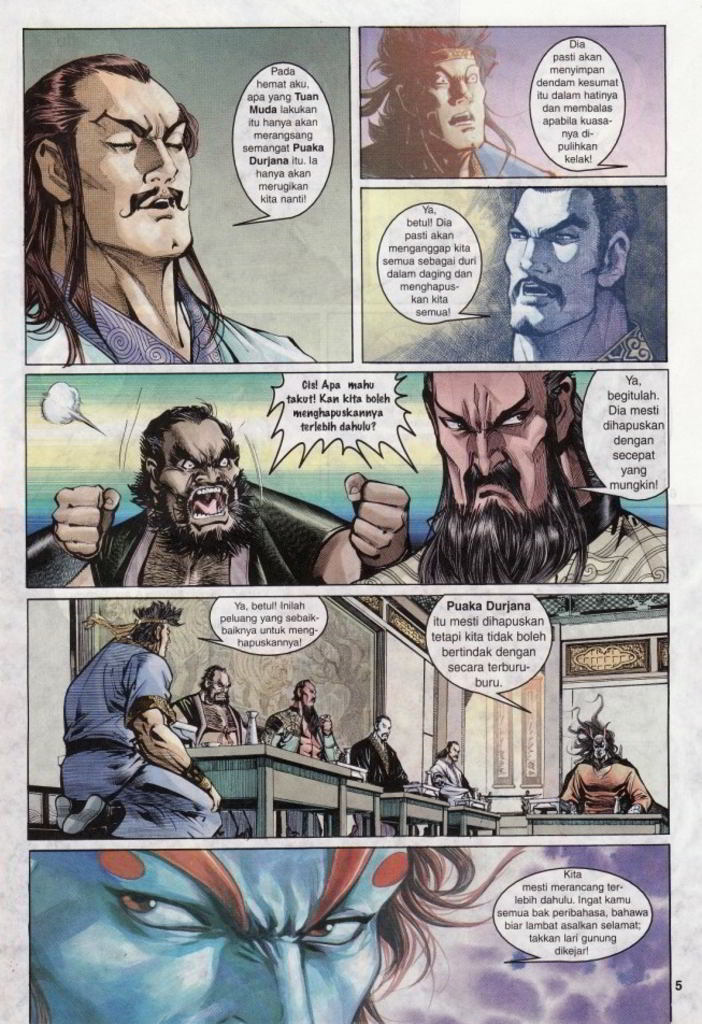 Pada
hemat aku,
apa yang Tuan
Muda lakukan
itu hanya akan
merangsang
semangat Puaka
Durjana itu. Ia
hanya akan
merugikan
kita nanti!
Dia
pasti akan
menyimpan
dendam kesumat
itu dalam hatinya
dan membalas
apabila kuasa-
nya di-
pulihkan
kelak!
Ya,
betul! Dia
pasti akan
menganggap kita
semua sebagai duri
dalam daging dan
menghapus-
kan kita
semua!
Cis! Apa mahu
takut! Kan kita boleh
menghapuskannya
terlebih dahulu?
Ya,
begitulah.
Dia mesti
dihapuskan
dengan
secepat
yang
mungkin!
Ya, betul! Inilah
peluang yang sebaik-
baiknya untuk meng-
hapuskannya!
Puaka Durjana
itu mesti dihapuskan
tetapi kita tidak boleh
bertindak dengan
secara terburu-
buru.
Kita
mesti merancang ter-
lebih dahulu. Ingat kamu
semua bak peribahasa, bahawa
biar lambat asalkan selamat;
takkan lari gunung
dikejar!
5